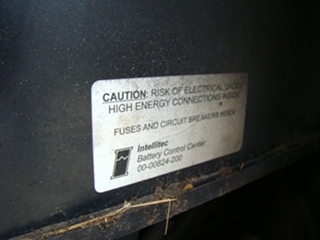 CAUTION: RISK OF ELECTRICAL SHOCK
HIGH ENERGY CONNECTIONS INSIDE
FUSES AND CIRCUIT BREAKERS INSIDE
Intellitec
Battery Control Center
00-00824-200